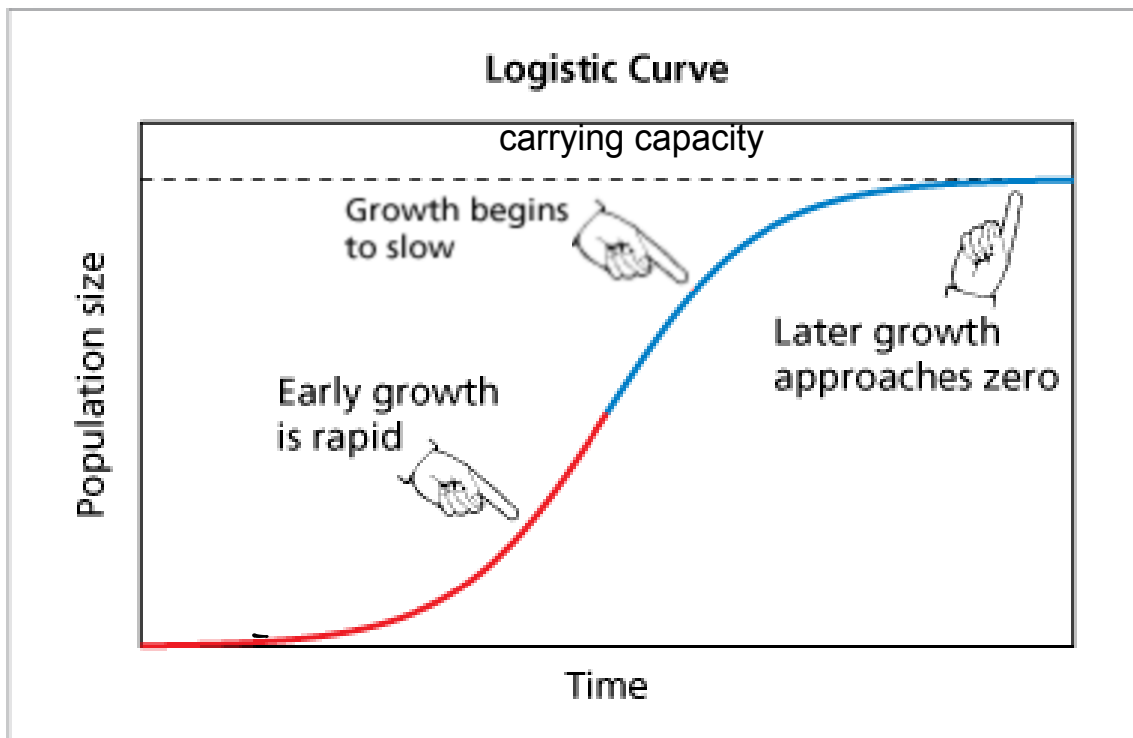 Logistic Curve
carrying capacity
Growth begins
to slow
Later growth
approaches zero
Early growth
is rapid
Population size
Time